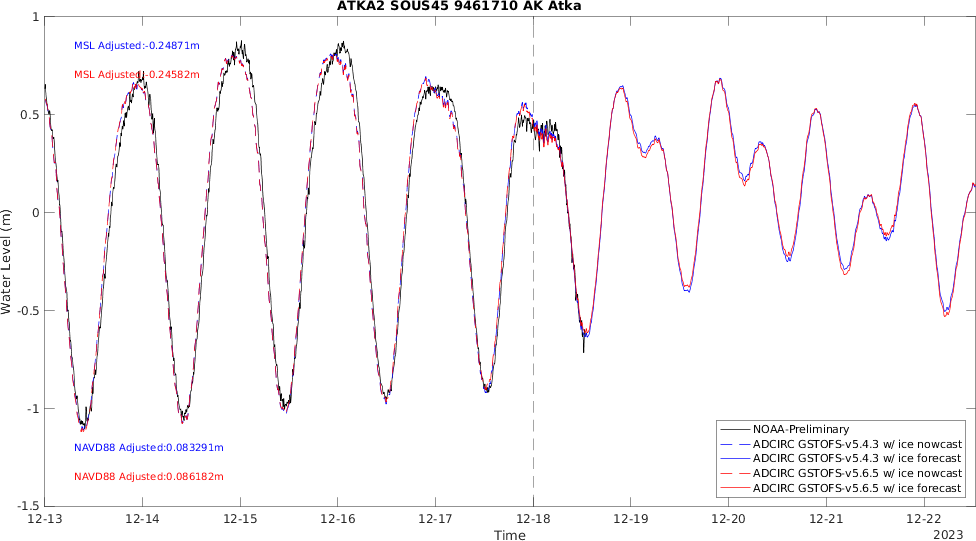 ATKA2 SOUS45 9461710 AK Atka
1
0.5
0
-0.5
-1
-1.5
Water Level (m)
MSL Adjusted:-0.24871m
MSL Adjusted:-0.24582m
NAVD88 Adjusted:0.083291m
NAVD88 Adjusted:0.086182m
NOAA-Preliminary
ADCIRC GSTOFS-v5.4.3 w/ ice nowcast
ADCIRC GSTOFS-v5.4.3 w/ ice forecast
ADCIRC GSTOFS-v5.6.5 w/ ice nowcast
ADCIRC GSTOFS-v5.6.5 w/ ice forecast
12-13 12-14 12-15 12-16 12-17 12-18 12-19 12-20 12-21 12-22
Time
2023